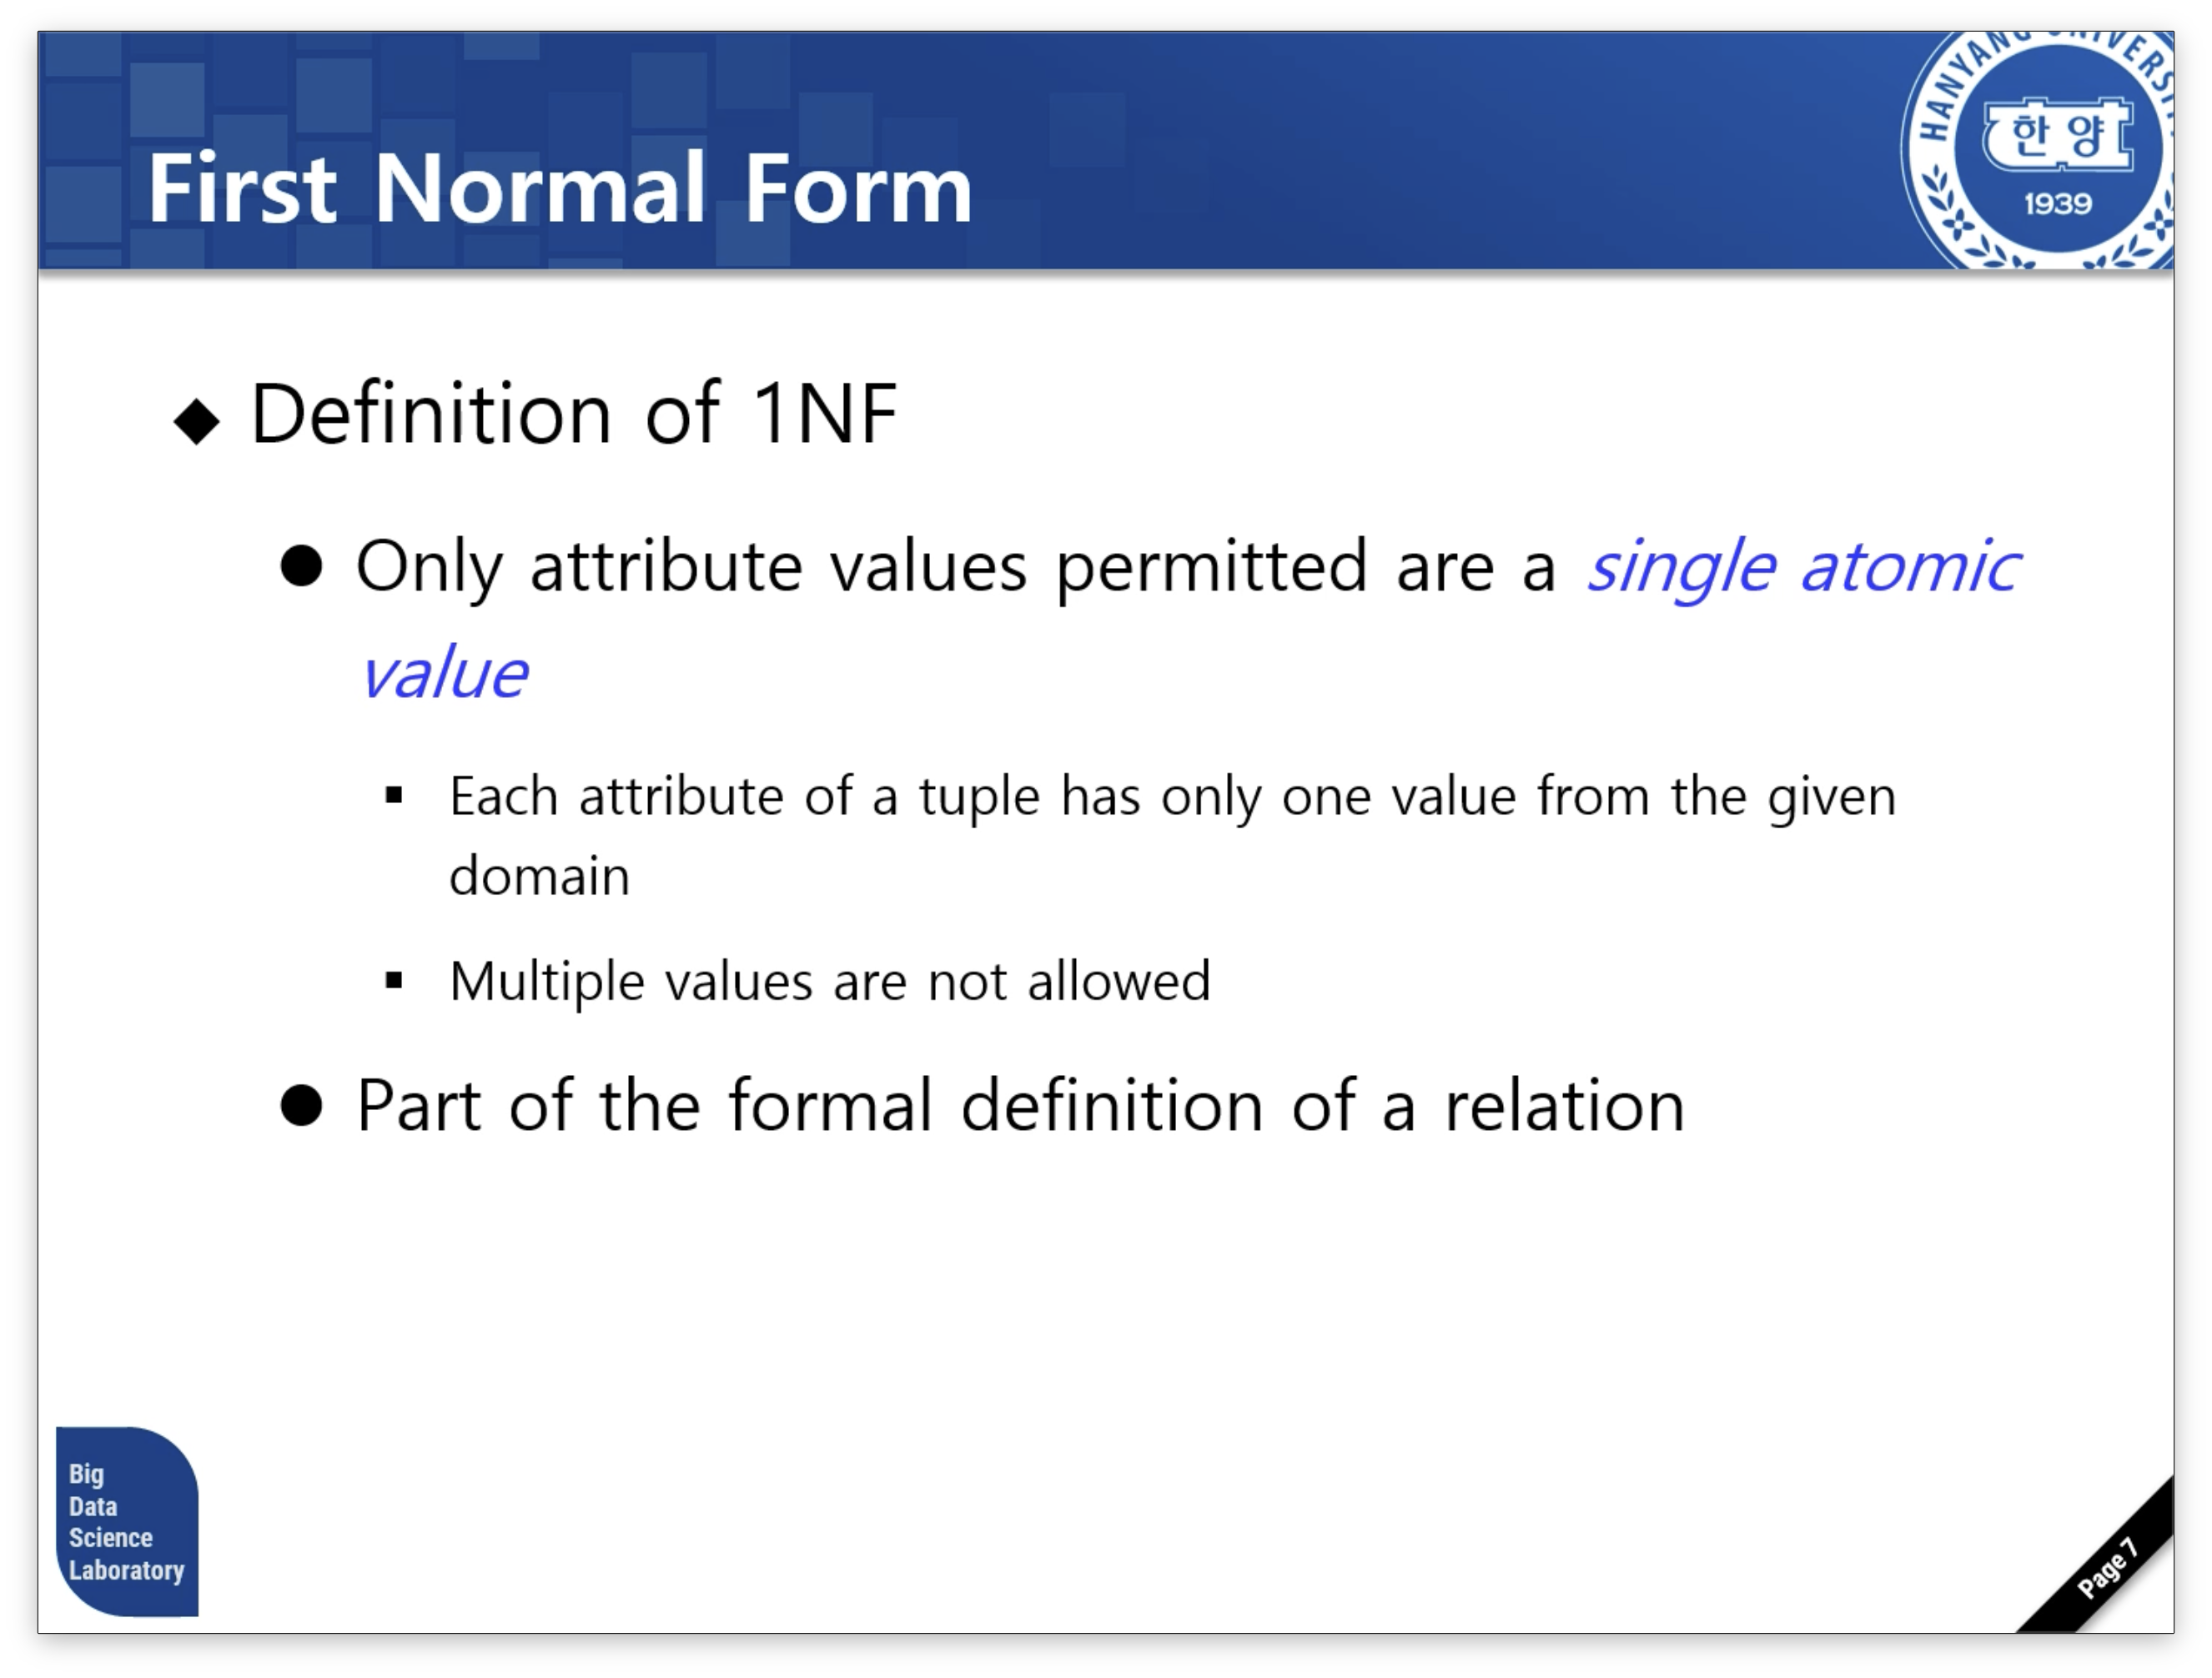 First Normal Form
HANYANG UNIVERS
한양
1939
◆ Definition of 1NF
● Only attribute values permitted are a single atomic
value
▪ Each attribute of a tuple has only one value from the given
domain
▪ Multiple values are not allowed
● Part of the formal definition of a relation
Big
Data
Science
Laboratory
Page 7